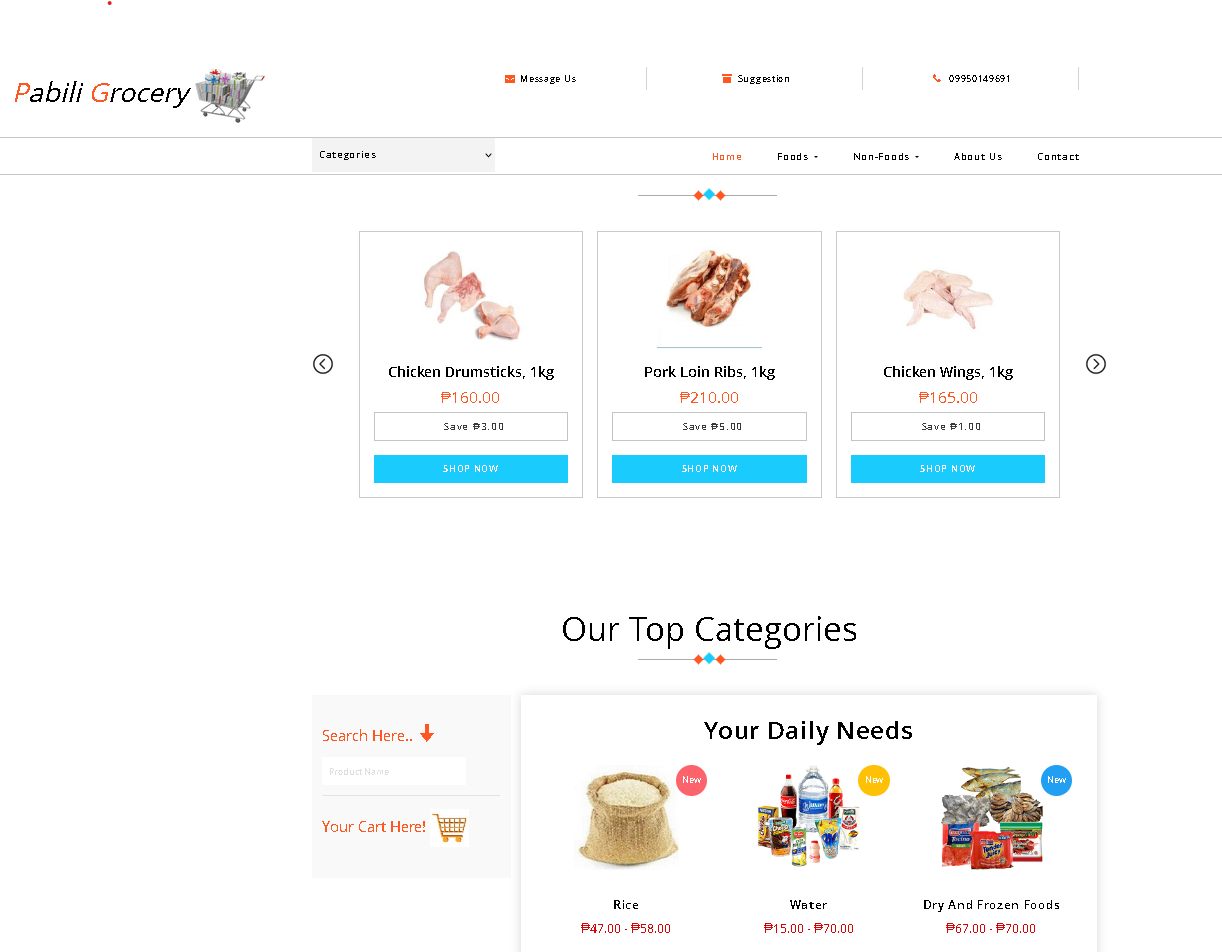 Pabili Grocery
Message Us
Suggestion
09950149691
Categories
Home
Foods
Non-Foods
About Us
Contact
Chicken Drumsticks, 1kg
₱160.00
Save ₱3.00
SHOP NOW
Pork Loin Ribs, 1kg
₱210.00
Save ₱5.00
SHOP NOW
Chicken Wings, 1kg
₱165.00
Save ₱1.00
SHOP NOW
Our Top Categories
Search Here..
Product Name
Your Cart Here!
Your Daily Needs
New
New
New
Rice
₱47.00 - ₱58.00
Water
₱15.00 - ₱70.00
Dry And Frozen Foods
₱67.00 - ₱70.00